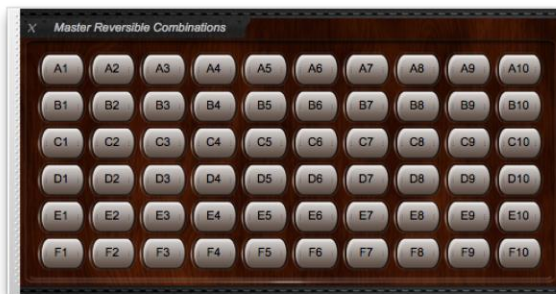 X Master Reversible Combinations
A1 A2 A3 A4 A5 A6 A7 A8 A9 A10
B1 B2 B3 B4 B5 B6 B7 B8 B9 B10
C1 C2 C3 C4 C5 C6 C7 C8 C9 C10
D1 D2 D3 D4 D5 D6 D7 D8 D9 D10
E1 E2 E3 E4 E5 E6 E7 E8 E9 E10
F1 F2 F3 F4 F5 F6 F7 F8 F9 F10